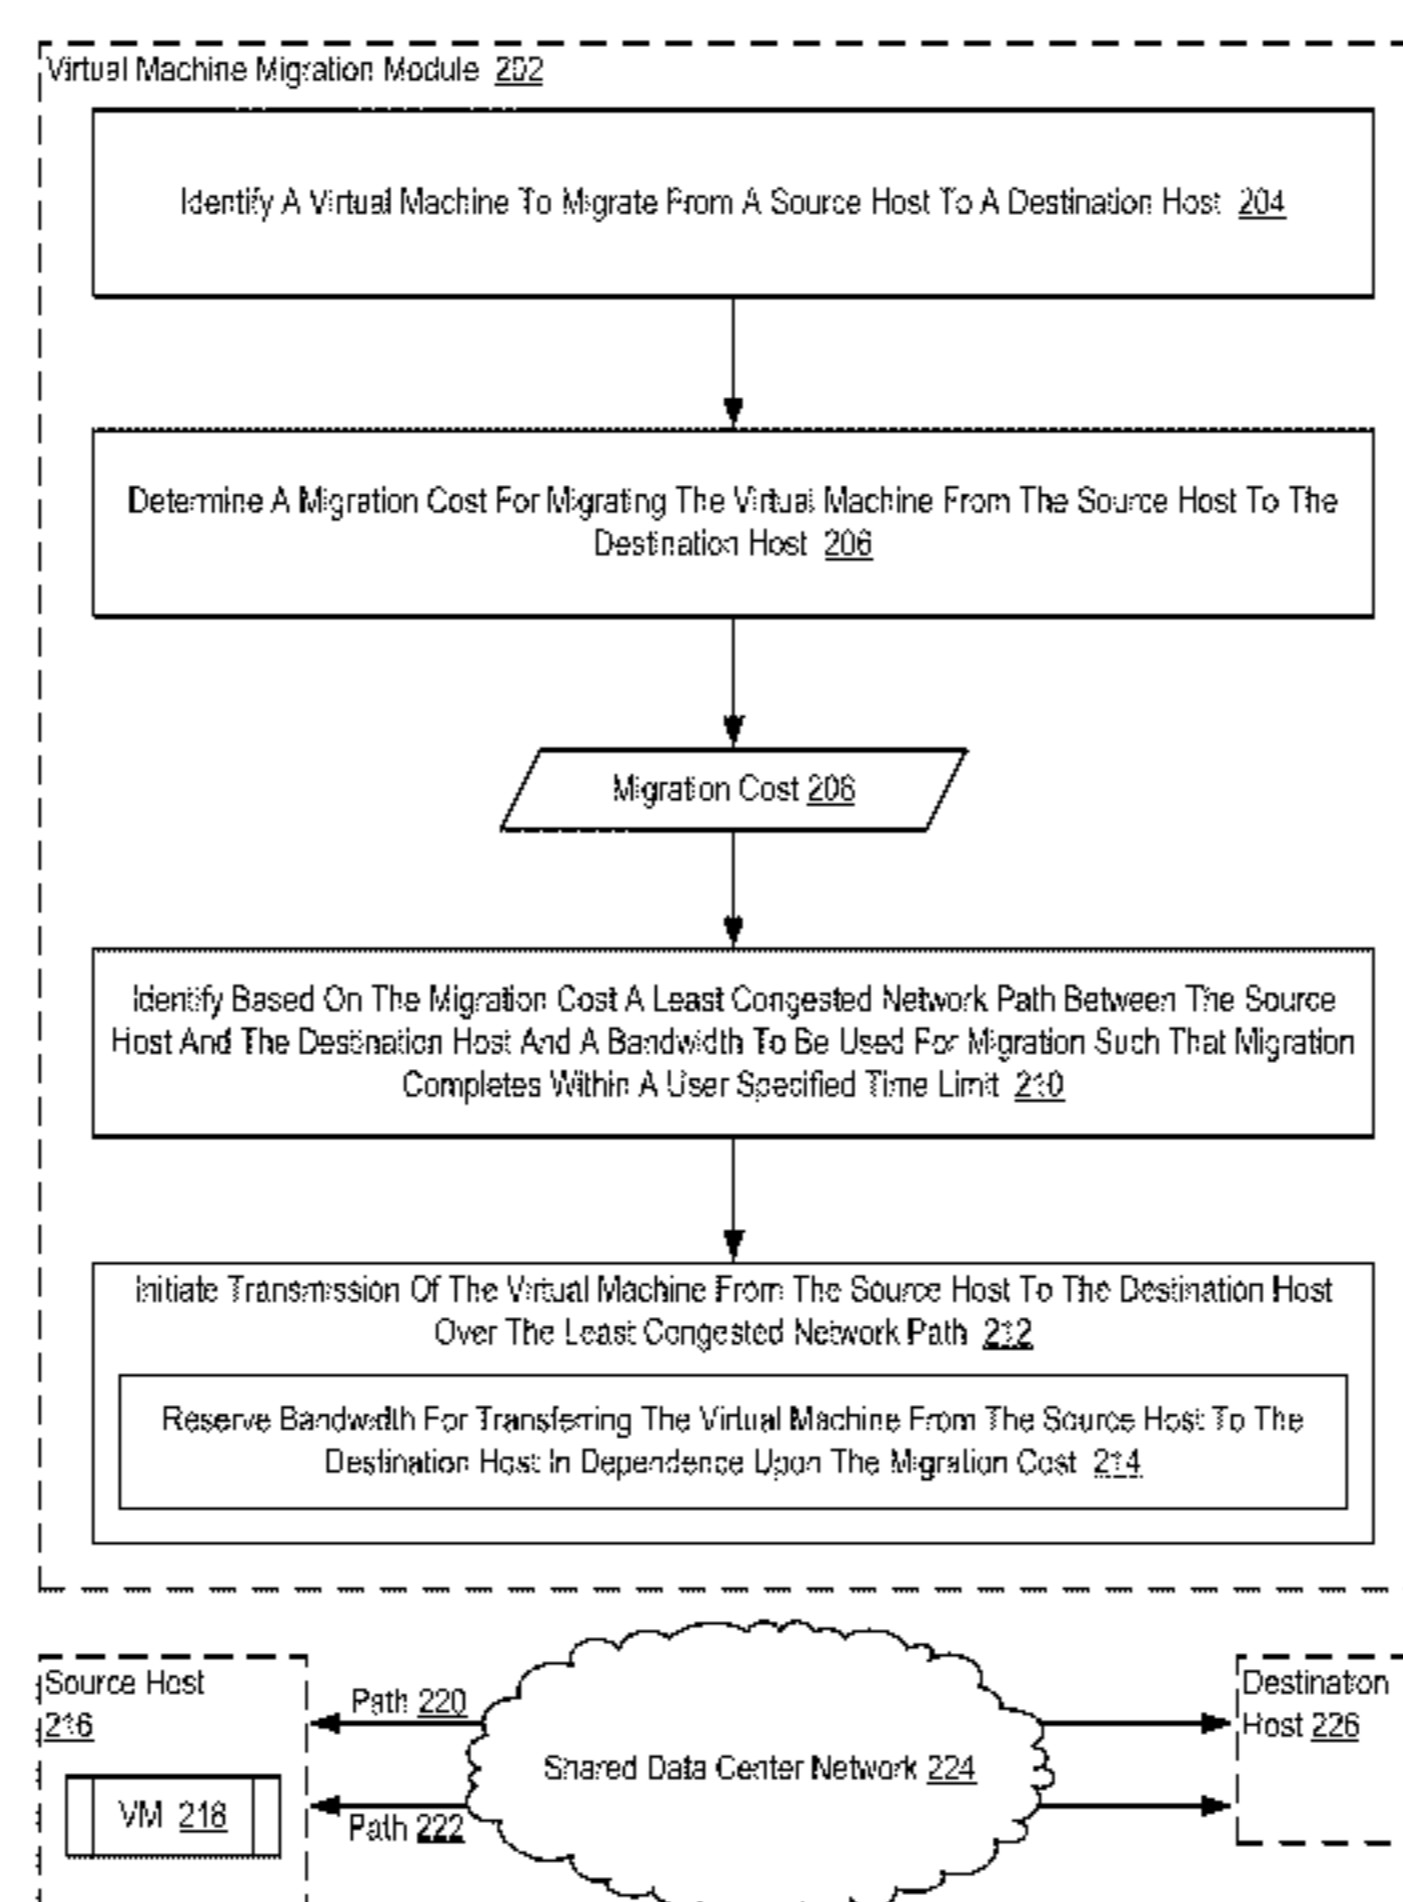 Virtual Machine Migration Module 202
Identify A Virtual Machine To Migrate From A Source Host To A Destination Host 204
Determine A Migration Cost For Migrating The Virtual Machine From The Source Host To The
Destination Host 206
Migration Cost 208
Identify Based On The Migration Cost A Least Congested Network Path Between The Source
Host And The Destination Host And A Bandwidth To Be Used For Migration Such That Migration
Completes Within A User Specified Time Limit 210
Initiate Transmission Of The Virtual Machine From The Source Host To The Destination Host
Over The Least Congested Network Path 212
Reserve Bandwidth For Transferring The Virtual Machine From The Source Host To The
Destination Host In Dependence Upon The Migration Cost 214
Source Host
216
VM 218
Path 220
Path 222
Shared Data Center Network 224
Destination
Host 226